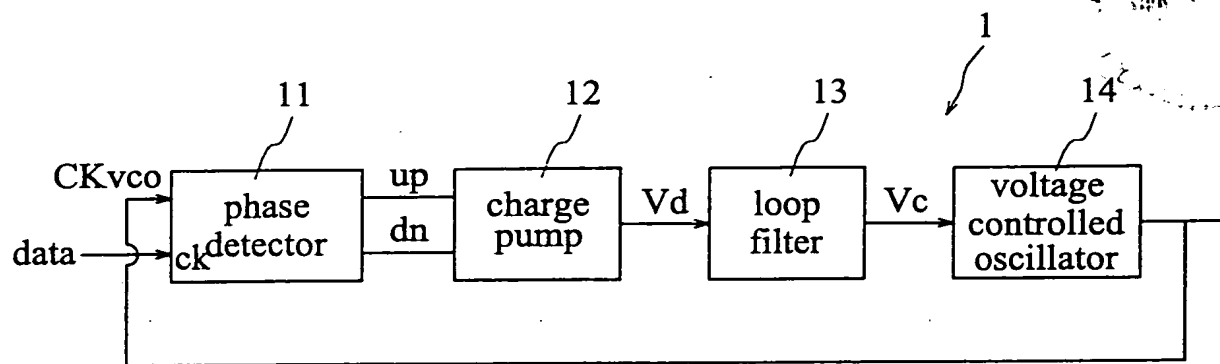 1
11
12
13
14
CKvco
data
ck
phase
detector
up
dn
charge
pump
Vd
loop
filter
Vc
voltage
controlled
oscillator